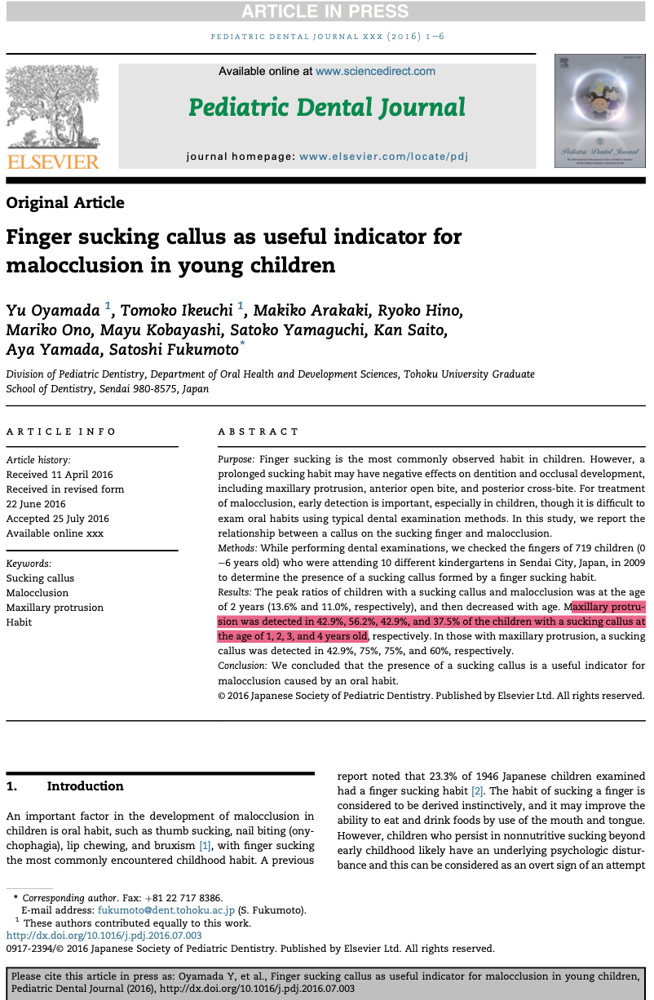 ARTICLE IN PRESS
PEDIATRIC DENTAL JOURNAL XXX (2016) 1–6
ELSEVIER
Available online at www.sciencedirect.com
Pediatric Dental Journal
journal homepage: www.elsevier.com/locate/pdj
Pediatric Dental Journal
Original Article
Finger sucking callus as useful indicator for
malocclusion in young children
Yu Oyamada 1, Tomoko Ikeuchi 1, Makiko Arakaki, Ryoko Hino,
Mariko Ono, Mayu Kobayashi, Satoko Yamaguchi, Kan Saito,
Aya Yamada, Satoshi Fukumoto*
Division of Pediatric Dentistry, Department of Oral Health and Development Sciences, Tohoku University Graduate
School of Dentistry, Sendai 980-8575, Japan
ARTICLE INFO
Article history:
Received 11 April 2016
Received in revised form
22 June 2016
Accepted 25 July 2016
Available online xxx
Keywords:
Sucking callus
Malocclusion
Maxillary protrusion
Habit
ABSTRACT
Purpose: Finger sucking is the most commonly observed habit in children. However, a
prolonged sucking habit may have negative effects on dentition and occlusal development,
including maxillary protrusion, anterior open bite, and posterior cross-bite. For treatment
of malocclusion, early detection is important, especially in children, though it is difficult to
exam oral habits using typical dental examination methods. In this study, we report the
relationship between a callus on the sucking finger and malocclusion.
Methods: While performing dental examinations, we checked the fingers of 719 children (0
–6 years old) who were attending 10 different kindergartens in Sendai City, Japan, in 2009
to determine the presence of a sucking callus formed by a finger sucking habit.
Results: The peak ratios of children with a sucking callus and malocclusion was at the age
of 2 years (13.6% and 11.0%, respectively), and then decreased with age. Maxillary protru-
sion was detected in 42.9%, 56.2%, 42.9%, and 37.5% of the children with a sucking callus at
the age of 1, 2, 3, and 4 years old, respectively. In those with maxillary protrusion, a sucking
callus was detected in 42.9%, 75%, 75%, and 60%, respectively.
Conclusion: We concluded that the presence of a sucking callus is a useful indicator for
malocclusion caused by an oral habit.
© 2016 Japanese Society of Pediatric Dentistry. Published by Elsevier Ltd. All rights reserved.
1. Introduction
An important factor in the development of malocclusion in
children is oral habit, such as thumb sucking, nail biting (ony-
chophagia), lip chewing, and bruxism [1], with finger sucking
the most commonly encountered childhood habit. A previous
report noted that 23.3% of 1946 Japanese children examined
had a finger sucking habit [2]. The habit of sucking a finger is
considered to be derived instinctively, and it may improve the
ability to eat and drink foods by use of the mouth and tongue.
However, children who persist in nonnutritive sucking beyond
early childhood likely have an underlying psychologic distur-
bance and this can be considered as an overt sign of an attempt
* Corresponding author. Fax: +81 22 717 8386.
E-mail address: fukumoto@dent.tohoku.ac.jp (S. Fukumoto).
1 These authors contributed equally to this work.
http://dx.doi.org/10.1016/j.pdj.2016.07.003
0917-2394/© 2016 Japanese Society of Pediatric Dentistry. Published by Elsevier Ltd. All rights reserved.
Please cite this article in press as: Oyamada Y, et al., Finger sucking callus as useful indicator for malocclusion in young children,
Pediatric Dental Journal (2016), http://dx.doi.org/10.1016/j.pdj.2016.07.003